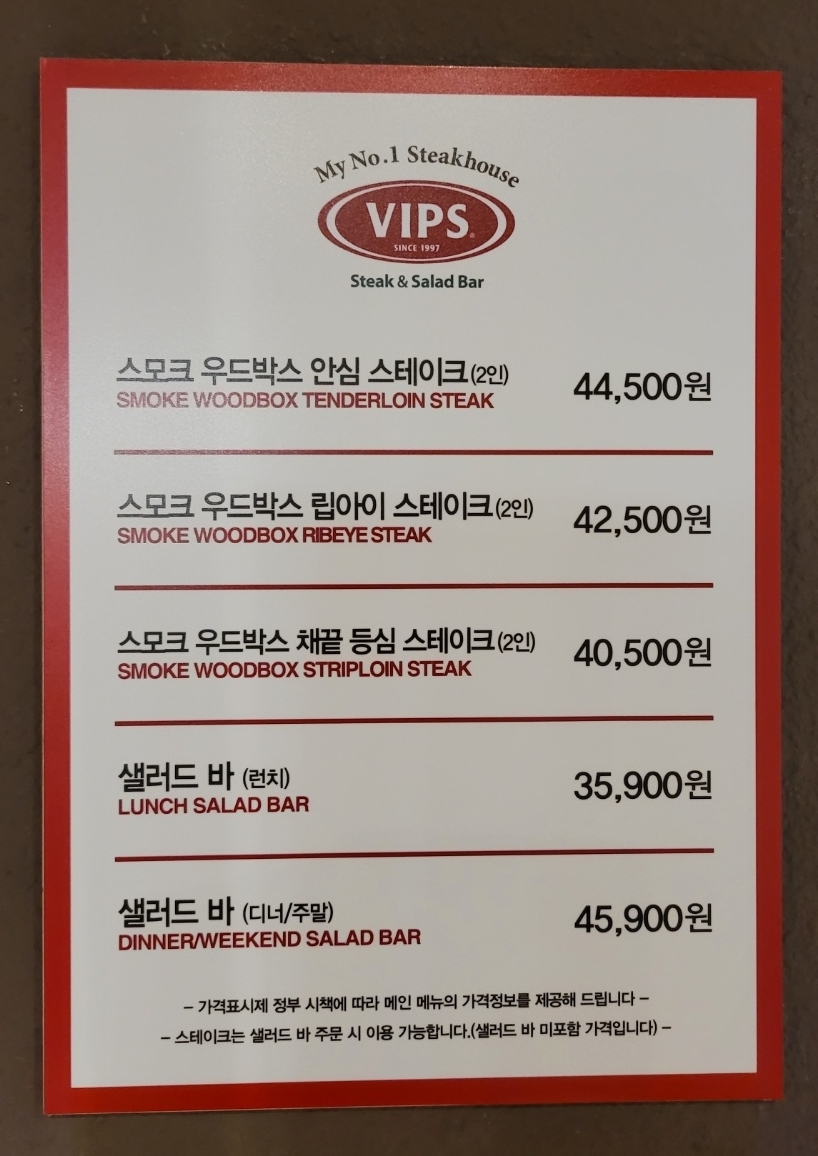 My No.1 Steakhouse
VIPS
SINCE 1997
Steak & Salad Bar
스모크 우드박스 안심 스테이크(2인) 44,500원
SMOKE WOODBOX TENDERLOIN STEAK
스모크 우드박스 립아이 스테이크(2인) 42,500원
SMOKE WOODBOX RIBEYE STEAK
스모크 우드박스 채끝 등심 스테이크(2인) 40,500원
SMOKE WOODBOX STRIPLOIN STEAK
샐러드 바 (런치) 35,900원
LUNCH SALAD BAR
샐러드 바 (디너/주말) 45,900원
DINNER/WEEKEND SALAD BAR
– 가격표시제 정부 시책에 따라 메인 메뉴의 가격정보를 제공해 드립니다 –
– 스테이크는 샐러드 바 주문 시 이용 가능합니다.(샐러드 바 미포함 가격입니다) –